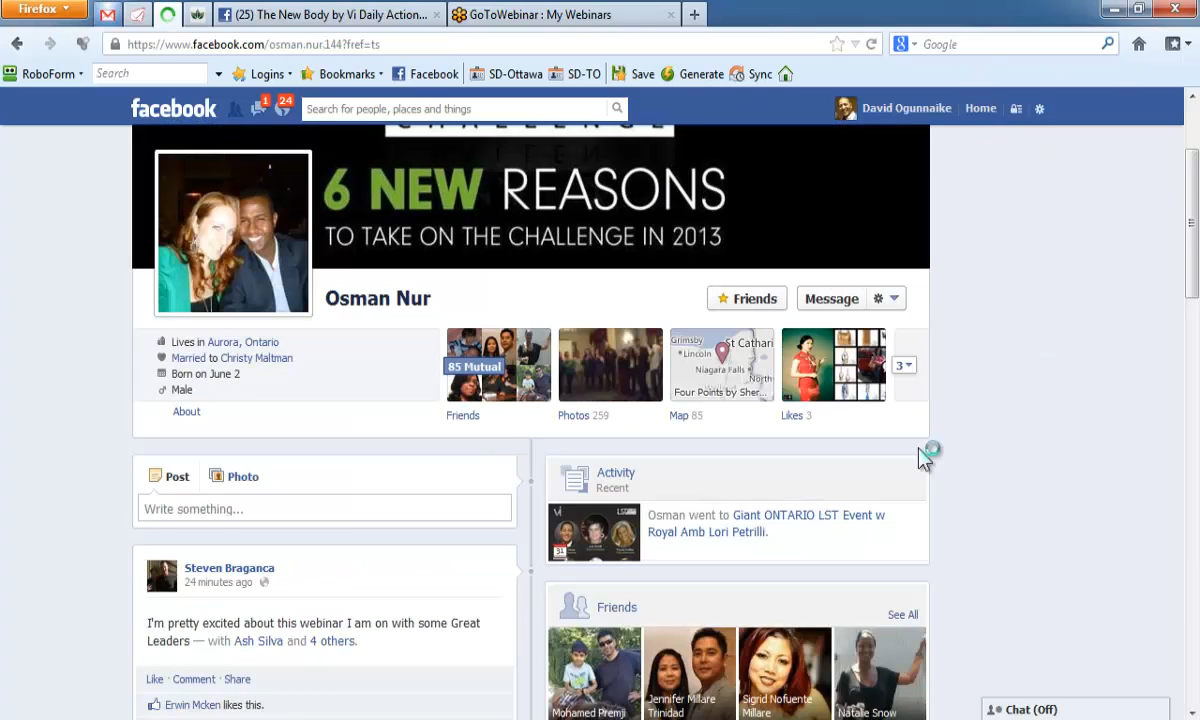 Firefox
(25) The New Body by Vi Daily Action...
GoToWebinar : My Webinars
https://www.facebook.com/osman.nur.144?fref=ts
Google
RoboForm
Search
Logins
Bookmarks
Facebook
SD-Ottawa
SD-TO
Save
Generate
Sync
facebook
1
24
Search for people, places and things
David Ogunnaike
Home
CHALLENGE
6 NEW REASONS
TO TAKE ON THE CHALLENGE IN 2013
Osman Nur
Friends
Message
Lives in Aurora, Ontario
Married to Christy Maltman
Born on June 2
Male
About
85 Mutual
Friends
Photos 259
Grimsby
St Cathari
Lincoln
Niagara Falls
North
Four Points by Sher...
Map 85
Likes 3
3
Post
Photo
Write something...
Activity
Recent
Osman went to Giant ONTARIO LST Event w
Royal Amb Lori Petrilli.
Vi
LST
31
Steven Braganca
24 minutes ago
I'm pretty excited about this webinar I am on with some Great
Leaders — with Ash Silva and 4 others.
Like · Comment · Share
Erwin Mcken likes this.
Friends
See All
Mohamed Premji
Jennifer Millare
Trinidad
Sigrid Nofuente
Millare
Natalie Snow
Chat (Off)